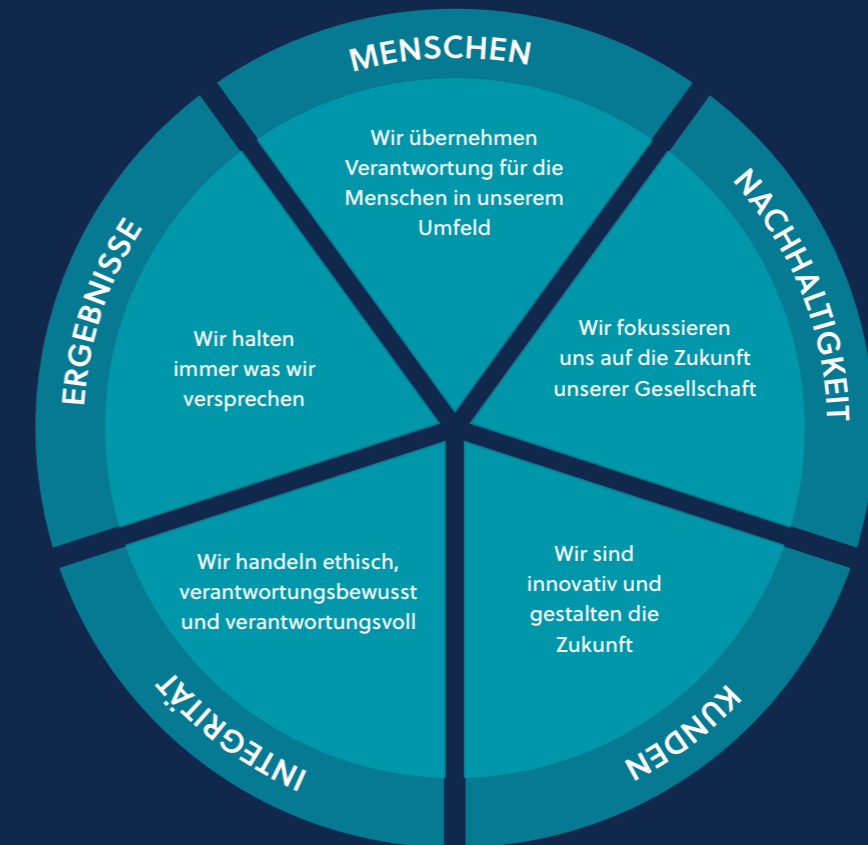 MENSCHEN
Wir übernehmen
Verantwortung für die
Menschen in unserem
Umfeld
NACHHALTIGKEIT
Wir fokussieren
uns auf die Zukunft
unserer Gesellschaft
KUNDEN
Wir sind
innovativ und
gestalten die
Zukunft
INTEGRITÄT
Wir handeln ethisch,
verantwortungsbewusst
und verantwortungsvoll
ERGEBNISSE
Wir halten
immer was wir
versprechen